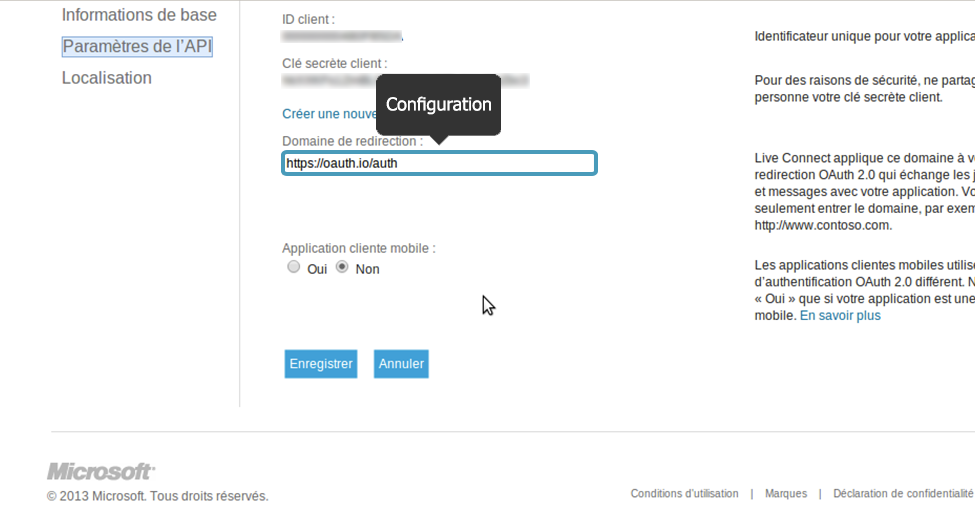 Informations de base
Paramètres de l'API
Localisation
ID client :
Clé secrète client :
Créer une nouve
Configuration
Domaine de redirection :
https://oauth.io/auth
Application cliente mobile :
Oui
Non
Enregistrer
Annuler
Identificateur unique pour votre applica
Pour des raisons de sécurité, ne partag
personne votre clé secrète client.
Live Connect applique ce domaine à v
redirection OAuth 2.0 qui échange les j
et messages avec votre application. Vo
seulement entrer le domaine, par exem
http://www.contoso.com.
Les applications clientes mobiles utilis
d'authentification OAuth 2.0 différent. N
« Oui » que si votre application est une
mobile. En savoir plus
Microsoft
© 2013 Microsoft. Tous droits réservés.
Conditions d'utilisation | Marques | Déclaration de confidentialité